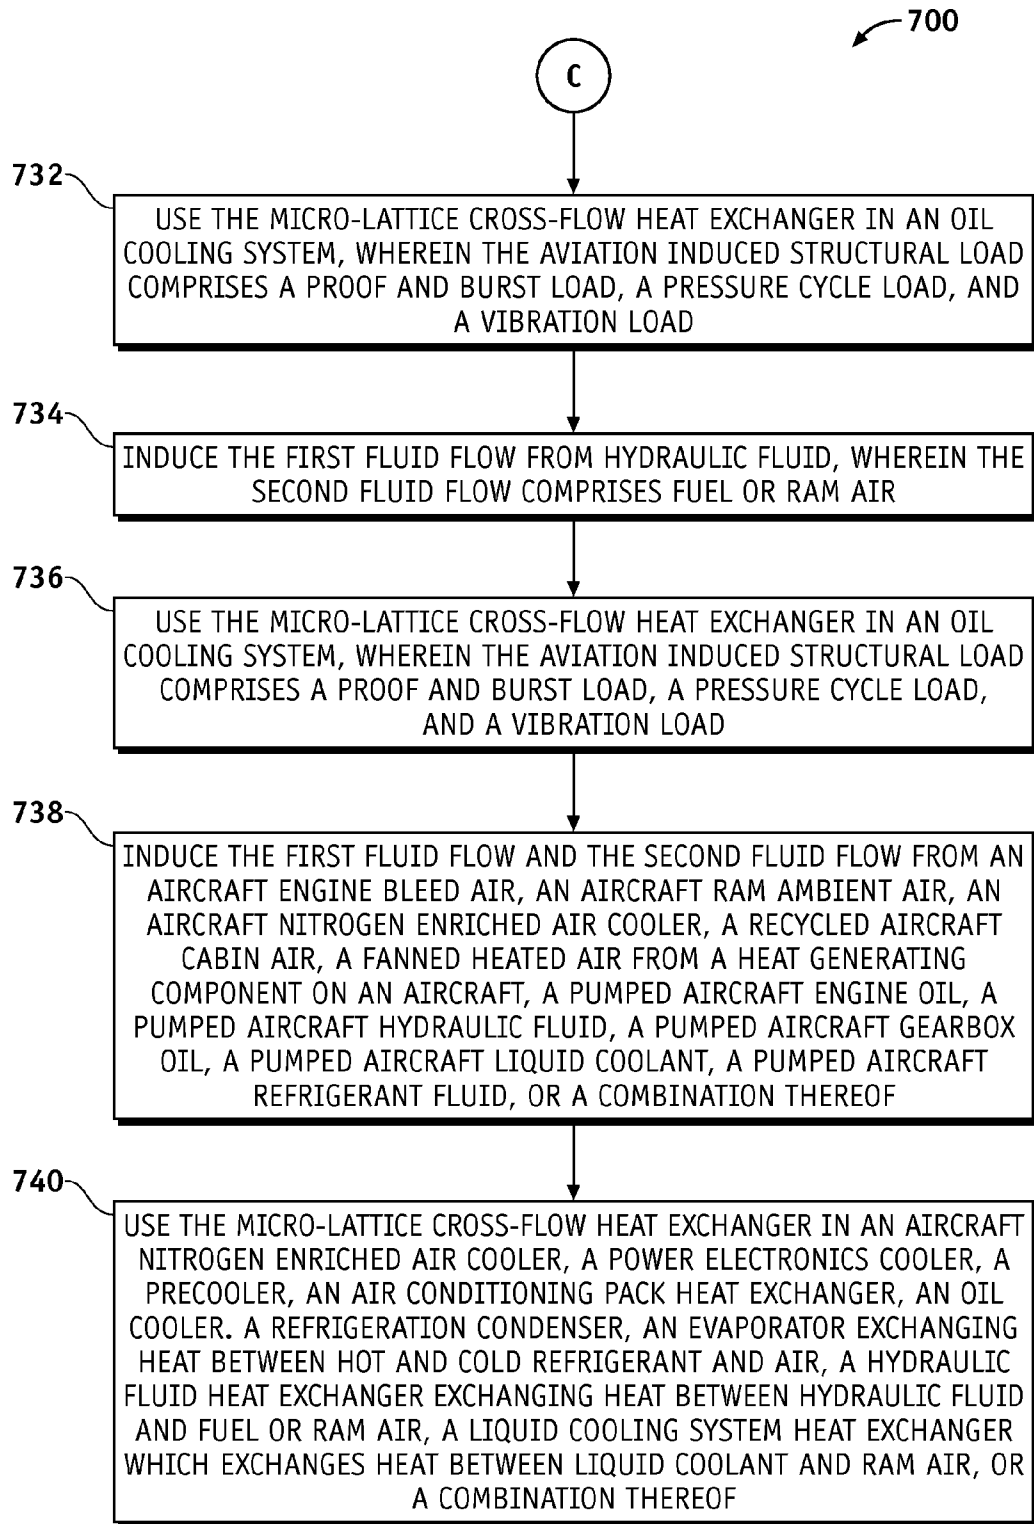 700
C
732
USE THE MICRO-LATTICE CROSS-FLOW HEAT EXCHANGER IN AN OIL
COOLING SYSTEM, WHEREIN THE AVIATION INDUCED STRUCTURAL LOAD
COMPRISES A PROOF AND BURST LOAD, A PRESSURE CYCLE LOAD, AND
A VIBRATION LOAD
734
INDUCE THE FIRST FLUID FLOW FROM HYDRAULIC FLUID, WHEREIN THE
SECOND FLUID FLOW COMPRISES FUEL OR RAM AIR
736
USE THE MICRO-LATTICE CROSS-FLOW HEAT EXCHANGER IN AN OIL
COOLING SYSTEM, WHEREIN THE AVIATION INDUCED STRUCTURAL LOAD
COMPRISES A PROOF AND BURST LOAD, A PRESSURE CYCLE LOAD,
AND A VIBRATION LOAD
738
INDUCE THE FIRST FLUID FLOW AND THE SECOND FLUID FLOW FROM AN
AIRCRAFT ENGINE BLEED AIR, AN AIRCRAFT RAM AMBIENT AIR, AN
AIRCRAFT NITROGEN ENRICHED AIR COOLER, A RECYCLED AIRCRAFT
CABIN AIR, A FANNED HEATED AIR FROM A HEAT GENERATING
COMPONENT ON AN AIRCRAFT, A PUMPED AIRCRAFT ENGINE OIL, A
PUMPED AIRCRAFT HYDRAULIC FLUID, A PUMPED AIRCRAFT GEARBOX
OIL, A PUMPED AIRCRAFT LIQUID COOLANT, A PUMPED AIRCRAFT
REFRIGERANT FLUID, OR A COMBINATION THEREOF
740
USE THE MICRO-LATTICE CROSS-FLOW HEAT EXCHANGER IN AN AIRCRAFT
NITROGEN ENRICHED AIR COOLER, A POWER ELECTRONICS COOLER, A
PRECOOLER, AN AIR CONDITIONING PACK HEAT EXCHANGER, AN OIL
COOLER. A REFRIGERATION CONDENSER, AN EVAPORATOR EXCHANGING
HEAT BETWEEN HOT AND COLD REFRIGERANT AND AIR, A HYDRAULIC
FLUID HEAT EXCHANGER EXCHANGING HEAT BETWEEN HYDRAULIC FLUID
AND FUEL OR RAM AIR, A LIQUID COOLING SYSTEM HEAT EXCHANGER
WHICH EXCHANGES HEAT BETWEEN LIQUID COOLANT AND RAM AIR, OR
A COMBINATION THEREOF